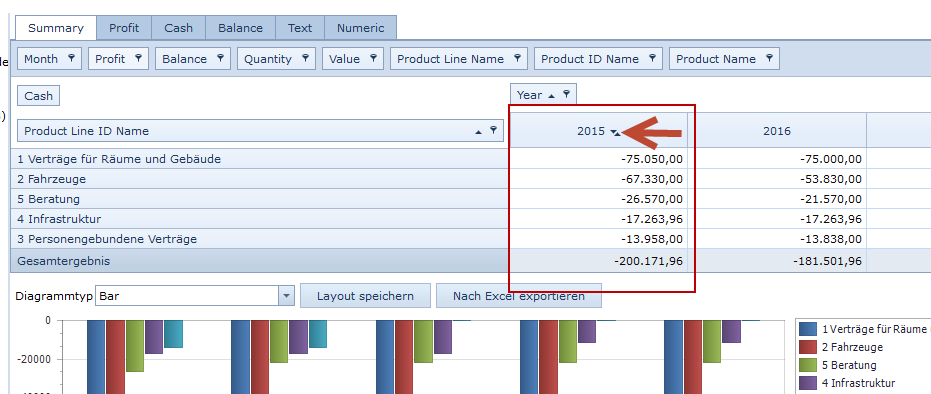 Summary Profit Cash Balance Text Numeric
Month Profit Balance Quantity Value Product Line Name Product ID Name Product Name
Cash Year
Product Line ID Name 2015 2016
1 Verträge für Räume und Gebäude -75.050,00 -75.000,00
2 Fahrzeuge -67.330,00 -53.830,00
5 Beratung -26.570,00 -21.570,00
4 Infrastruktur -17.263,96 -17.263,96
3 Personengebundene Verträge -13.958,00 -13.838,00
Gesamtergebnis -200.171,96 -181.501,96
Diagrammtyp Bar Layout speichern Nach Excel exportieren
0
-20000
1 Verträge für Räume
2 Fahrzeuge
5 Beratung
4 Infrastruktur